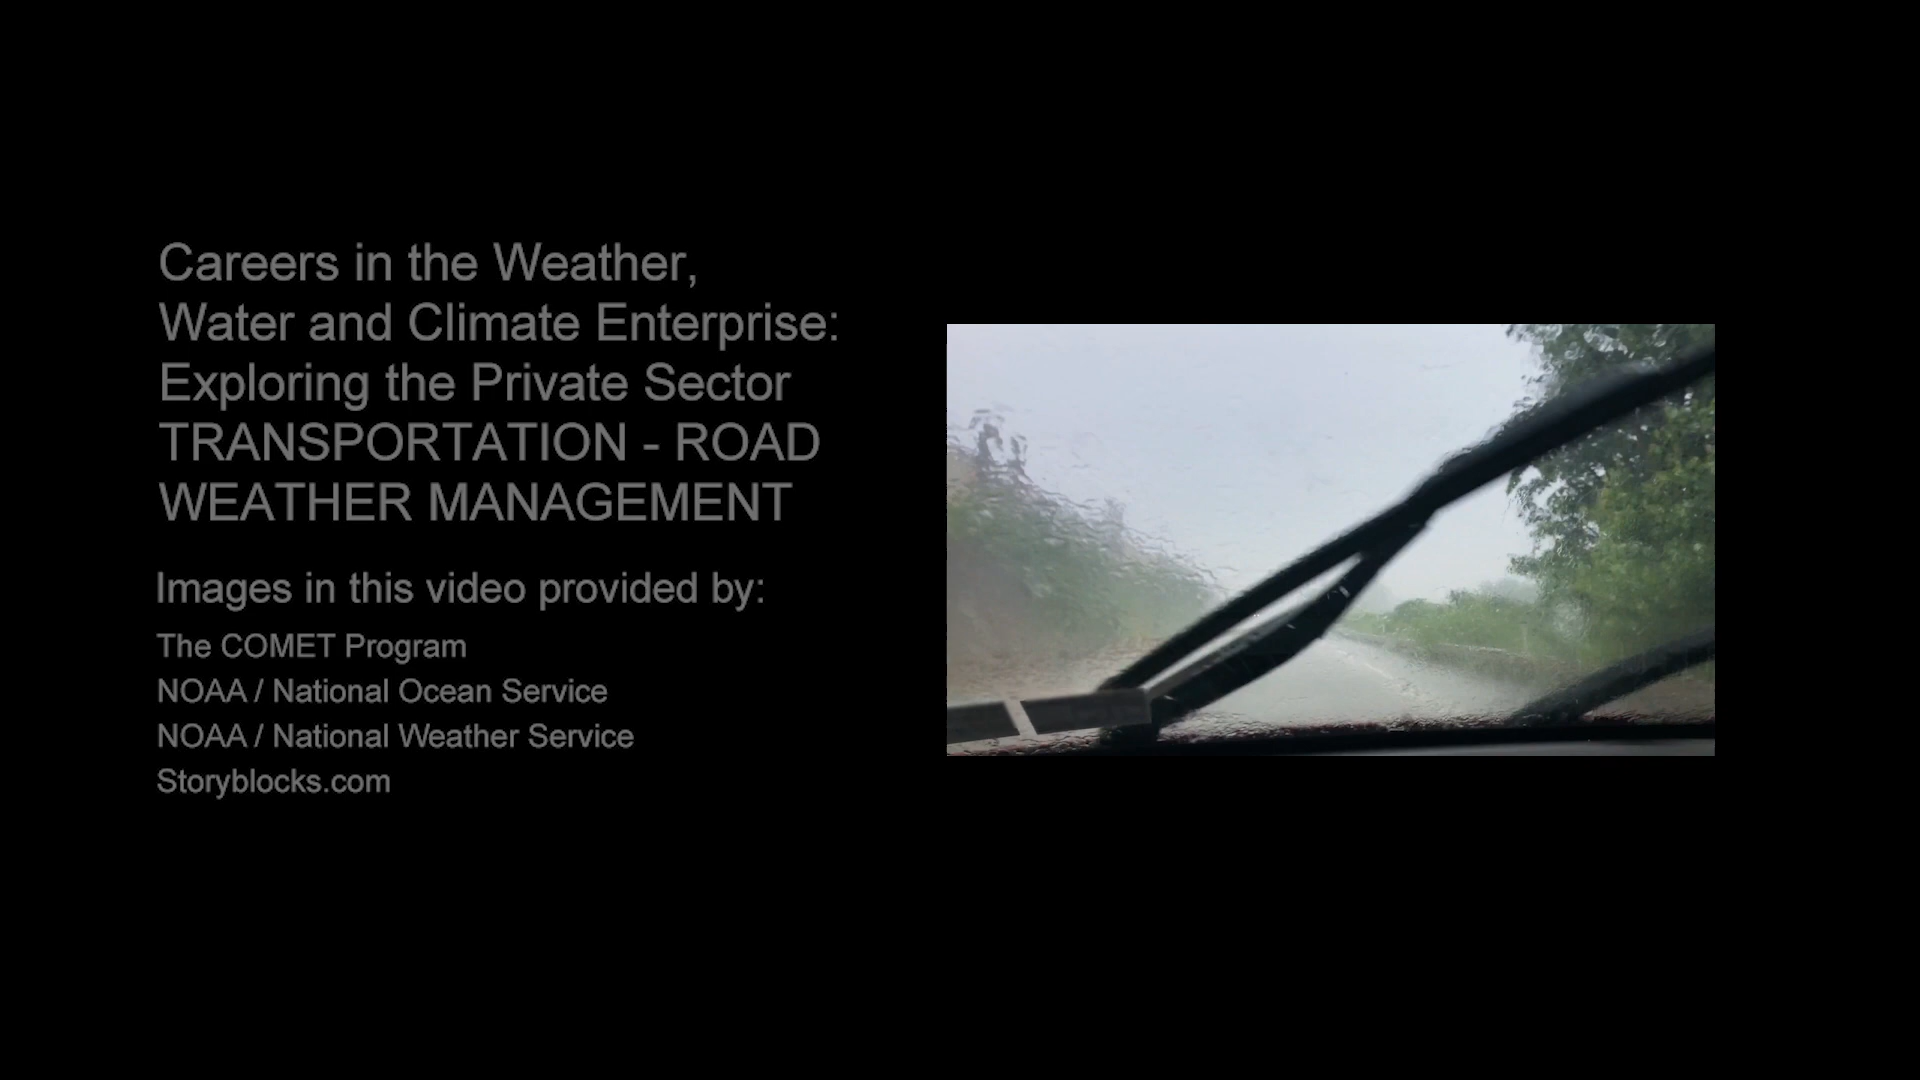 Careers in the Weather,
Water and Climate Enterprise:
Exploring the Private Sector
TRANSPORTATION - ROAD
WEATHER MANAGEMENT
Images in this video provided by:
The COMET Program
NOAA / National Ocean Service
NOAA / National Weather Service
Storyblocks.com